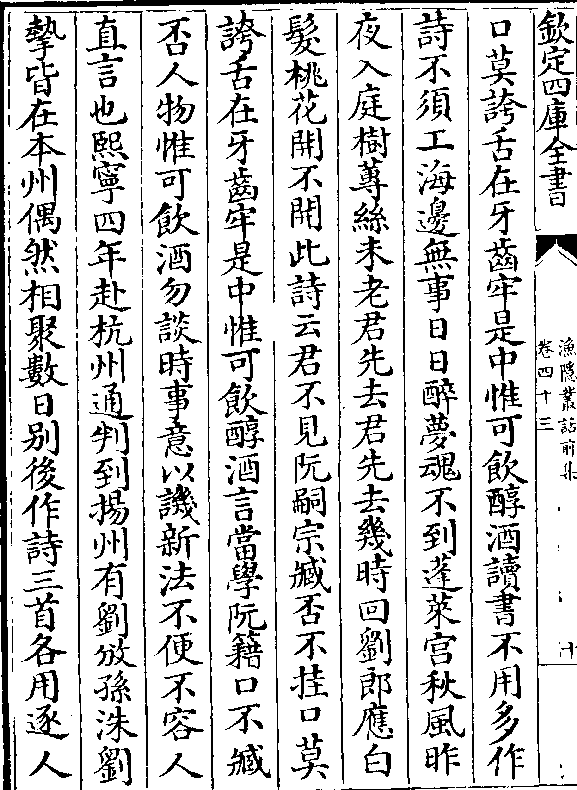 欽定四庫全書
漁隱叢話前集
卷四十三
口莫誇舌在牙齒牢是中惟可飲醇酒讀書不用多作
詩不須工海邊無事日日醉夢魂不到蓬萊宫秋風昨
夜入庭樹蓴絲未老君先去君先去幾時回劉郎應白
髮桃花開不開此詩云君不見阮嗣宗臧否不挂口莫
誇舌在牙齒牢是中惟可飲醇酒言當學阮籍口不臧
否人物惟可飲酒勿談時事意以譏新法不便不容人
直言也熙寧四年赴杭州通判到揚州有劉攽孫洙劉
摯皆在本州偶然相聚數日别後作詩三首各用逐人